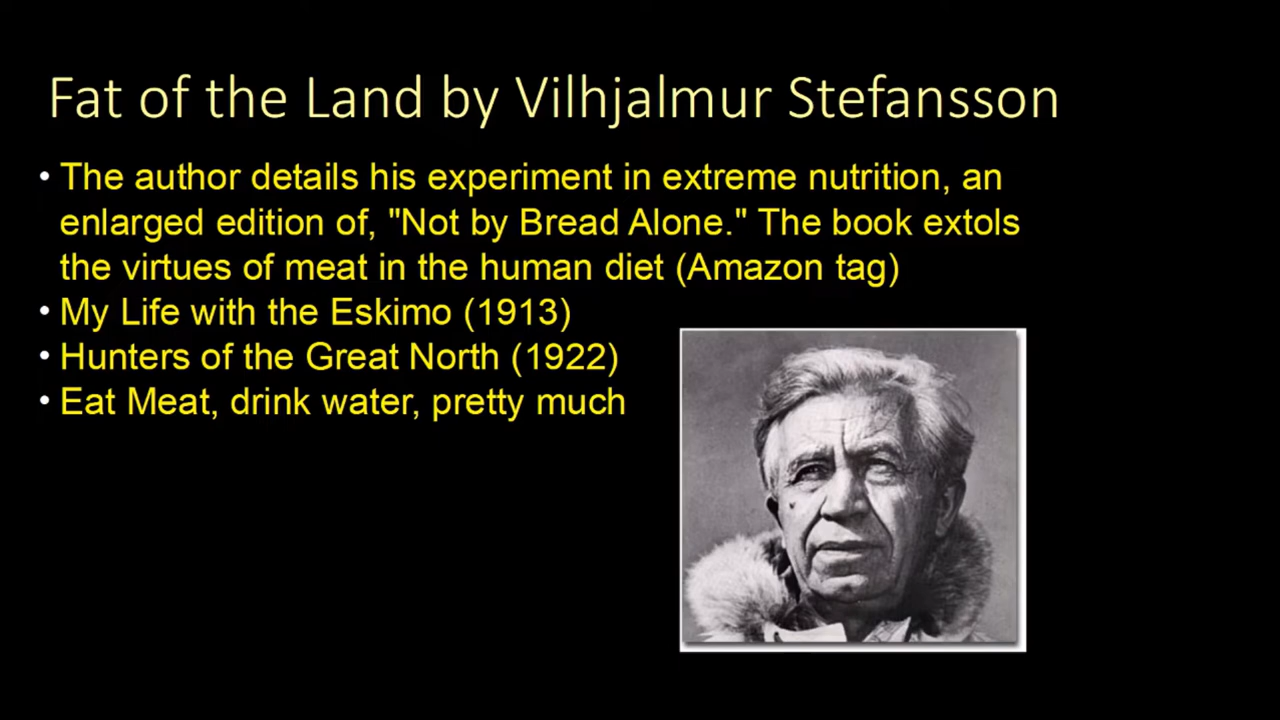 Fat of the Land by Vilhjalmur Stefansson
• The author details his experiment in extreme nutrition, an
enlarged edition of, "Not by Bread Alone." The book extols
the virtues of meat in the human diet (Amazon tag)
• My Life with the Eskimo (1913)
• Hunters of the Great North (1922)
• Eat Meat, drink water, pretty much